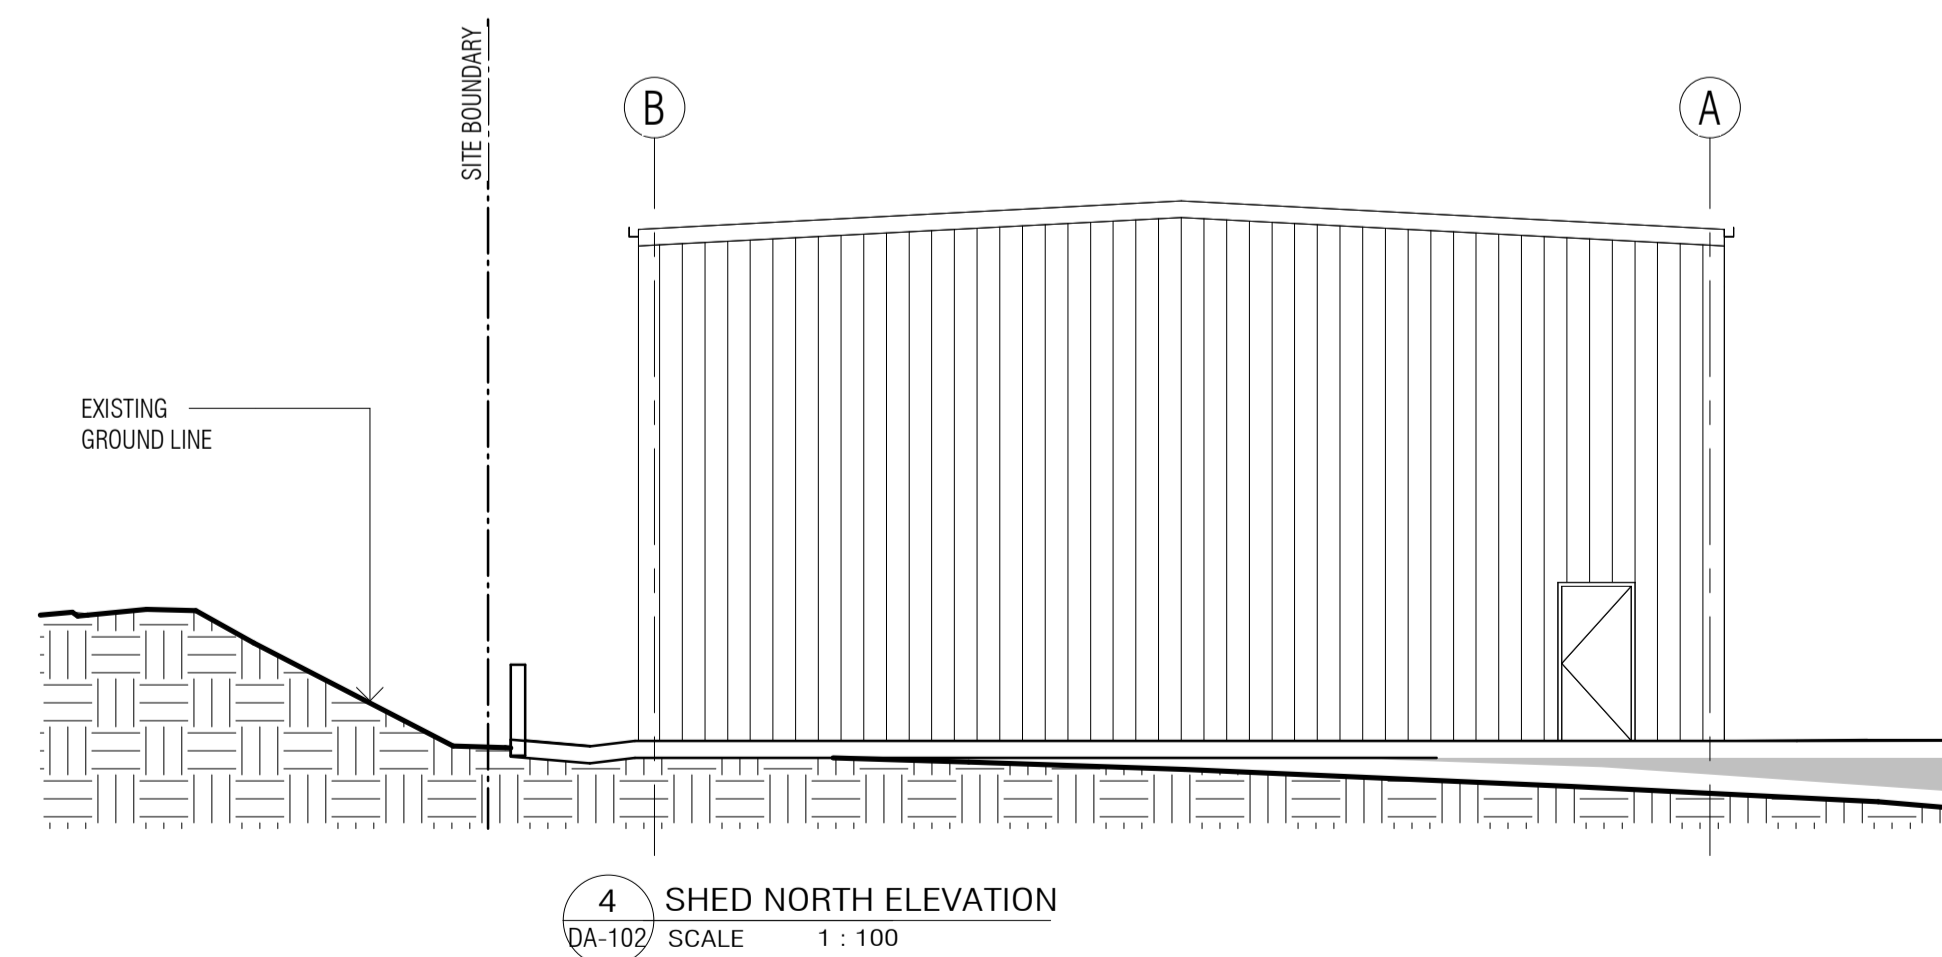 SITE BOUNDARY
B
A
EXISTING
GROUND LINE
4
SHED NORTH ELEVATION
DA-102
SCALE 1 : 100